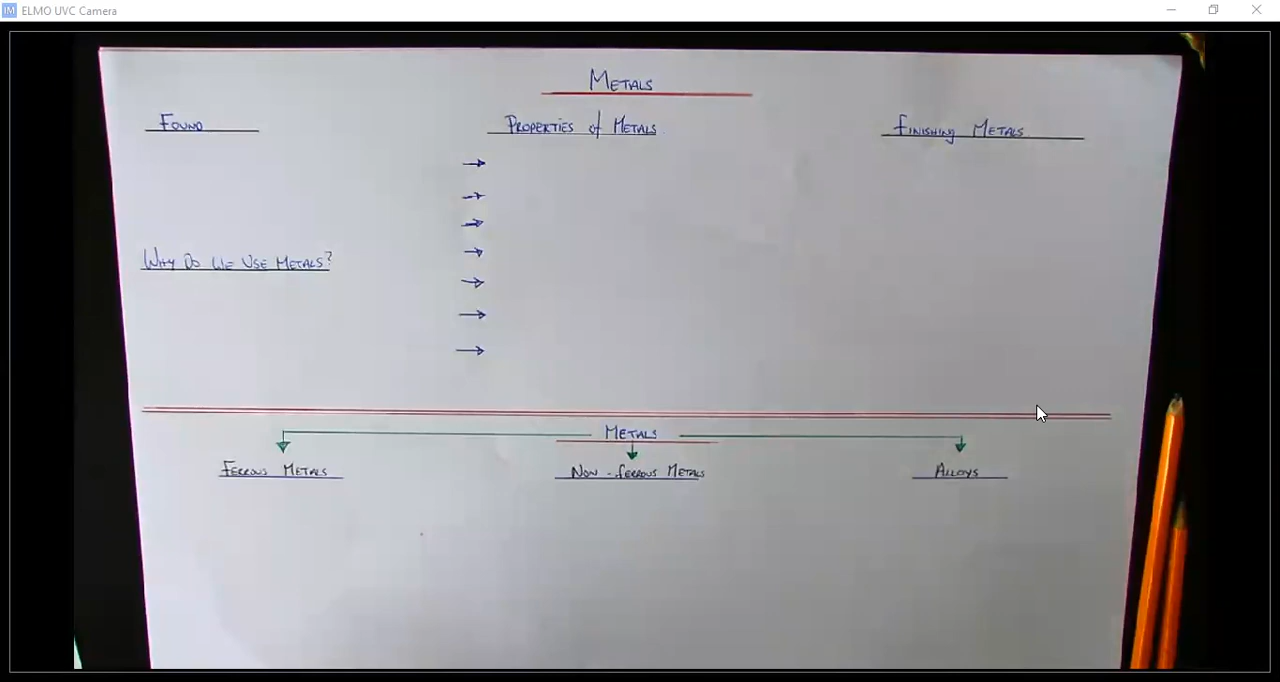 ELMO UVC Camera
METALS
FOUND
PROPERTIES of METALS
FINISHING METALS
WHY DO WE USE METALS?
METALS
FERROUS METALS
NON-FERROUS METALS
ALLOYS